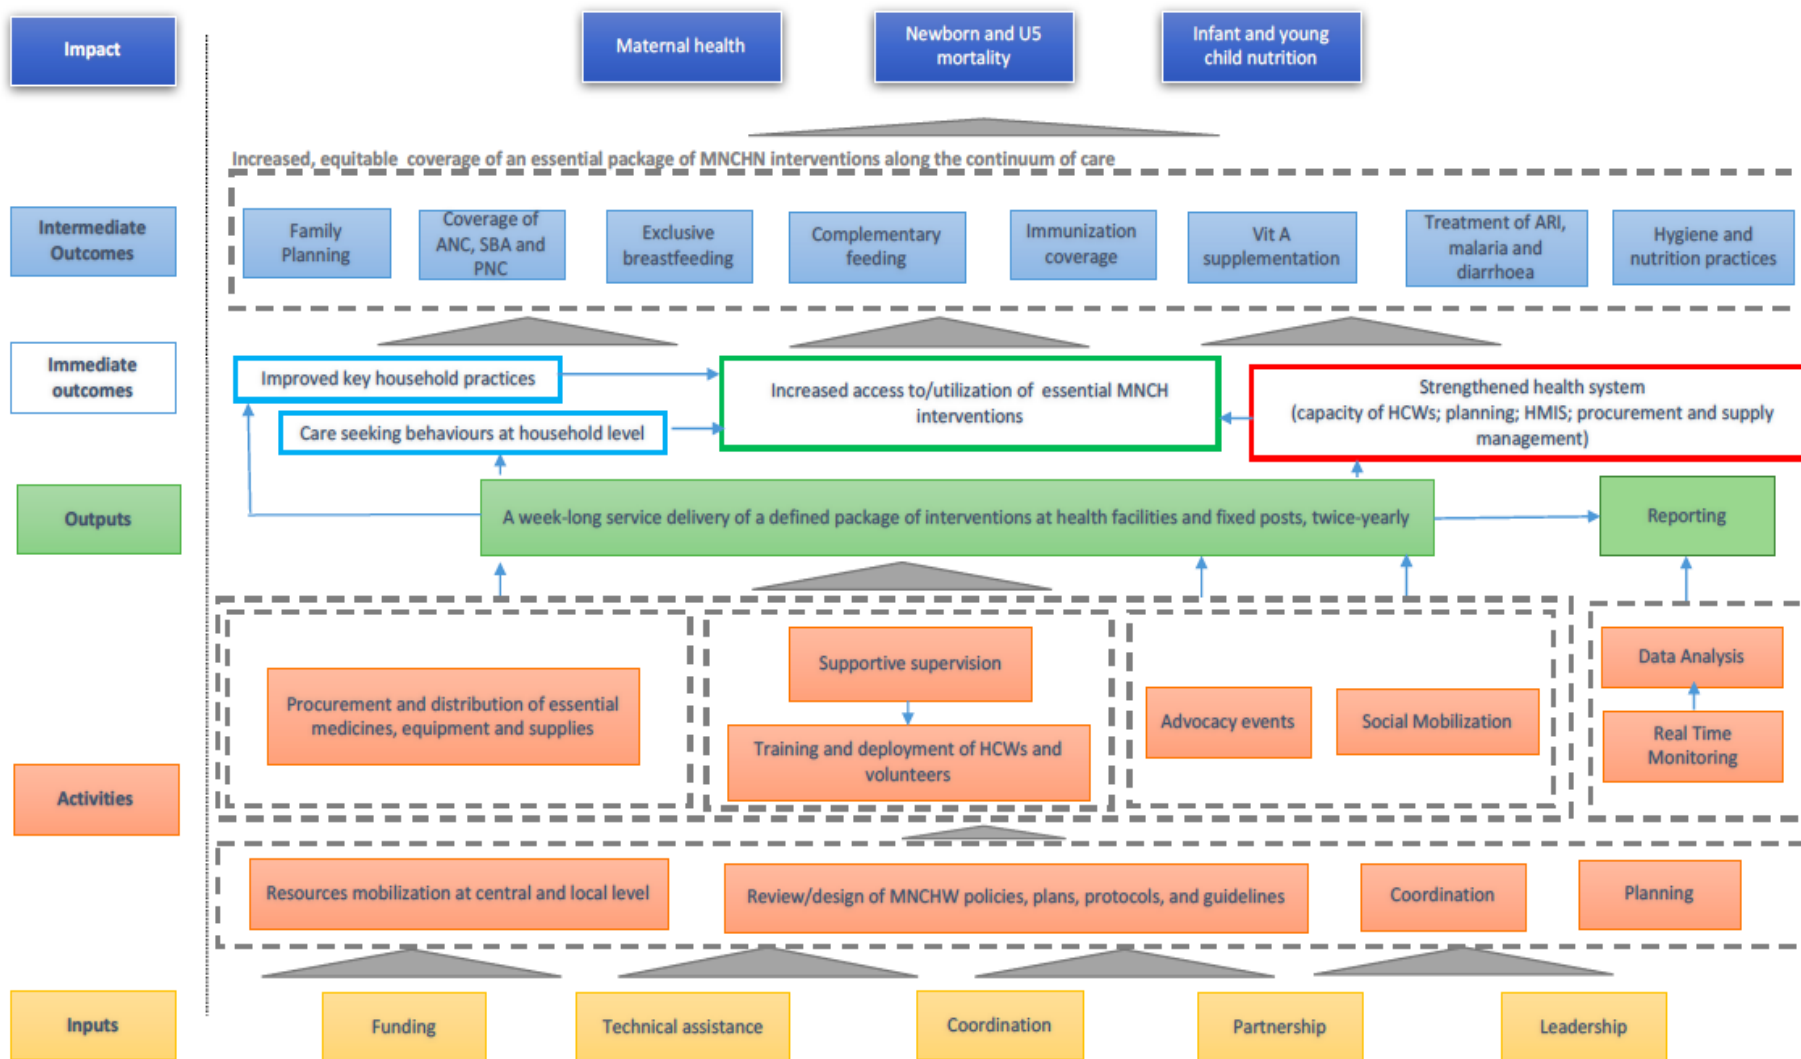 Impact
Maternal health
Newborn and U5
mortality
Infant and young
child nutrition
Increased, equitable coverage of an essential package of MNCHN interventions along the continuum of care
Intermediate
Outcomes
Family
Planning
Coverage of
ANC, SBA and
PNC
Exclusive
breastfeeding
Complementary
feeding
Immunization
coverage
Vit A
supplementation
Treatment of ARI,
malaria and
diarrhoea
Hygiene and
nutrition practices
Immediate
outcomes
Improved key household practices
Care seeking behaviours at household level
Increased access to/utilization of essential MNCH
interventions
Strengthened health system
(capacity of HCWs; planning; HMIS; procurement and supply
management)
Outputs
A week-long service delivery of a defined package of interventions at health facilities and fixed posts, twice-yearly
Reporting
Activities
Procurement and distribution of essential
medicines, equipment and supplies
Supportive supervision
Training and deployment of HCWs and
volunteers
Advocacy events
Social Mobilization
Data Analysis
Real Time
Monitoring
Resources mobilization at central and local level
Review/design of MNCHW policies, plans, protocols, and guidelines
Coordination
Planning
Inputs
Funding
Technical assistance
Coordination
Partnership
Leadership